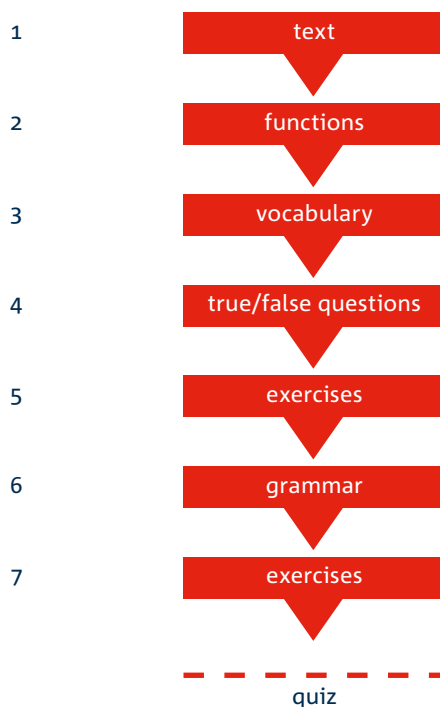 1 text
2 functions
3 vocabulary
4 true/false questions
5 exercises
6 grammar
7 exercises
quiz